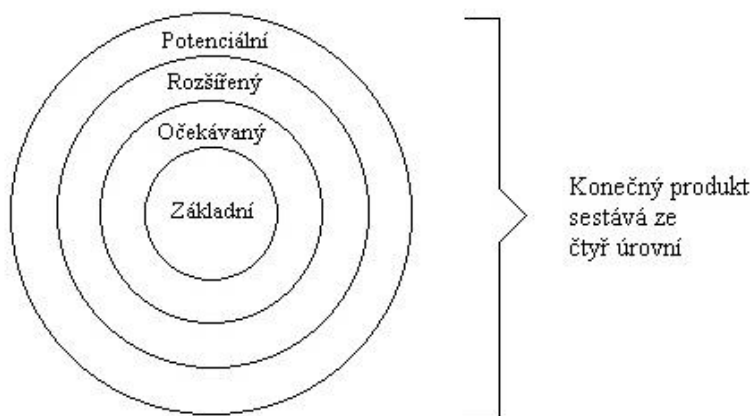 Potenciální
Rozšířený
Očekávaný
Základní
Konečný produkt
sestává ze
čtyř úrovní